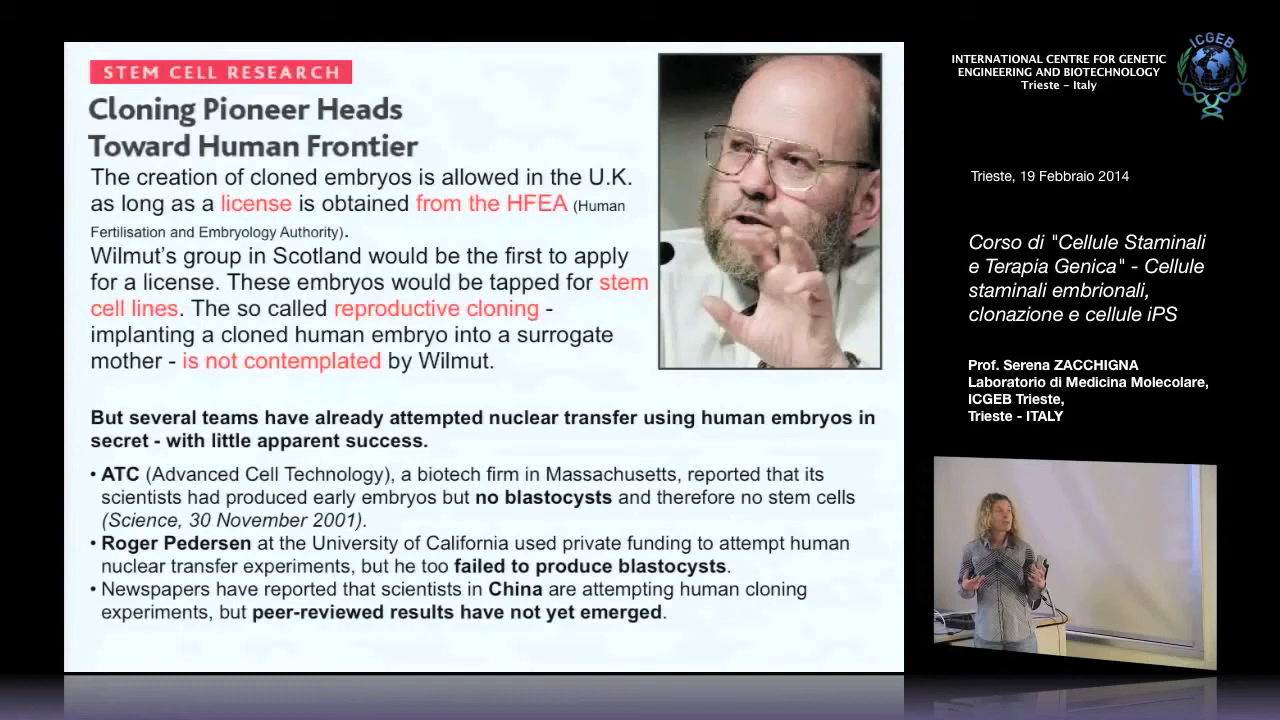 STEM CELL RESEARCH
Cloning Pioneer Heads
Toward Human Frontier
The creation of cloned embryos is allowed in the U.K.
as long as a license is obtained from the HFEA (Human
Fertilisation and Embryology Authority).
Wilmut's group in Scotland would be the first to apply
for a license. These embryos would be tapped for stem
cell lines. The so called reproductive cloning -
implanting a cloned human embryo into a surrogate
mother - is not contemplated by Wilmut.
But several teams have already attempted nuclear transfer using human embryos in
secret - with little apparent success.
• ATC (Advanced Cell Technology), a biotech firm in Massachusetts, reported that its
scientists had produced early embryos but no blastocysts and therefore no stem cells
(Science, 30 November 2001).
• Roger Pedersen at the University of California used private funding to attempt human
nuclear transfer experiments, but he too failed to produce blastocysts.
• Newspapers have reported that scientists in China are attempting human cloning
experiments, but peer-reviewed results have not yet emerged.
INTERNATIONAL CENTRE FOR GENETIC
ENGINEERING AND BIOTECHNOLOGY
Trieste - Italy
ICGEB
Trieste, 19 Febbraio 2014
Corso di "Cellule Staminali
e Terapia Genica" - Cellule
staminali embrionali,
clonazione e cellule iPS
Prof. Serena ZACCHIGNA
Laboratorio di Medicina Molecolare,
ICGEB Trieste,
Trieste - ITALY